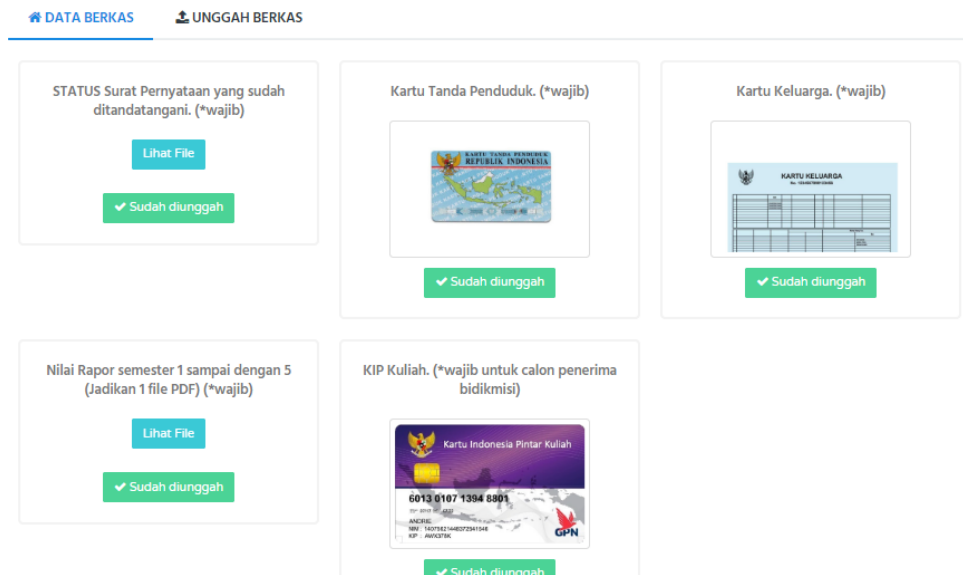 DATA BERKAS
UNGGAH BERKAS
STATUS Surat Pernyataan yang sudah
ditandatangani. (*wajib)
Lihat File
Sudah diunggah
Kartu Tanda Penduduk. (*wajib)
KARTU TANDA PENDUDUK
REPUBLIK INDONESIA
Sudah diunggah
Kartu Keluarga. (*wajib)
KARTU KELUARGA
Sudah diunggah
Nilai Rapor semester 1 sampai dengan 5
(Jadikan 1 file PDF) (*wajib)
Lihat File
Sudah diunggah
KIP Kuliah. (*wajib untuk calon penerima
bidikmisi)
Kartu Indonesia Pintar Kuliah
6013 0107 1394 8801
ANDRIE
KIP : AWX378K
GPN
Sudah diunggah